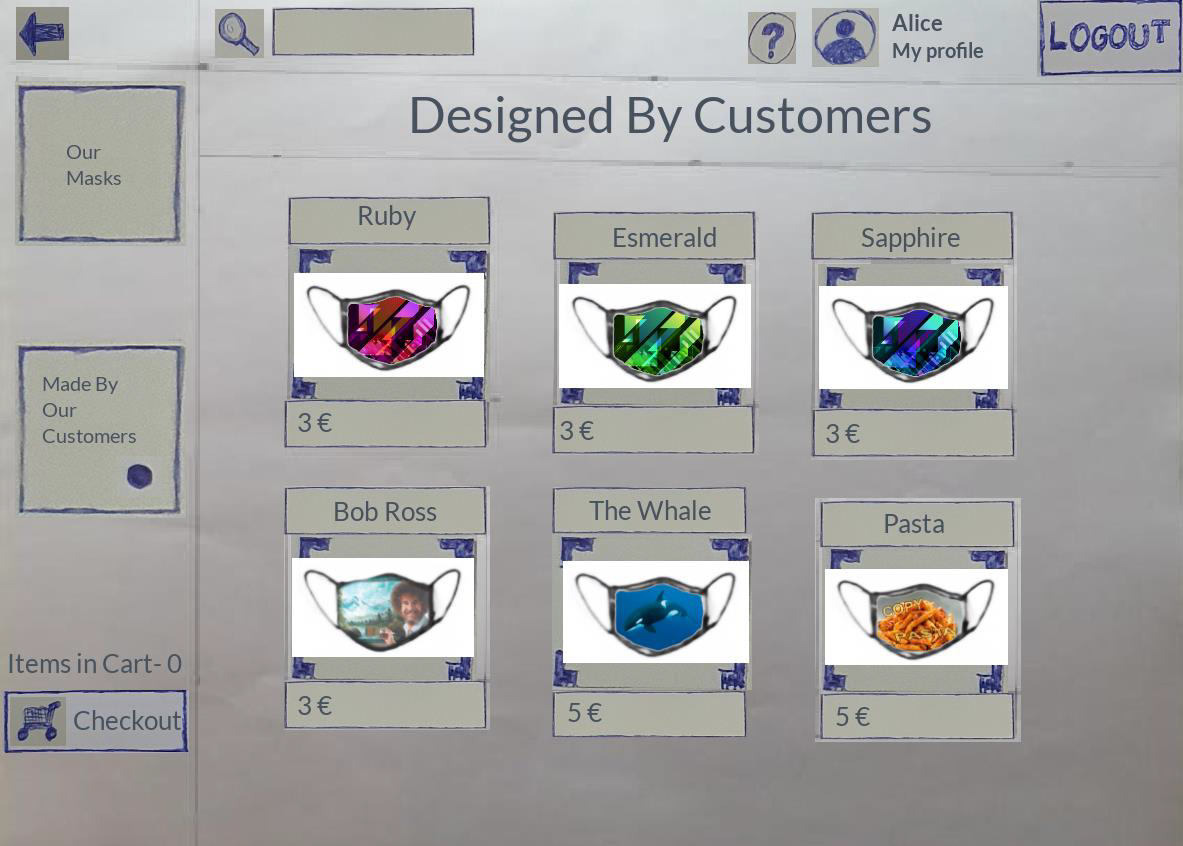 Alice
My profile
LOGOUT
?
Designed By Customers
Our
Masks
Made By
Our
Customers
Items in Cart- 0
Checkout
Ruby
3 €
Esmerald
3 €
Sapphire
3 €
Bob Ross
3 €
The Whale
5 €
Pasta
COPY
PASTA
5 €